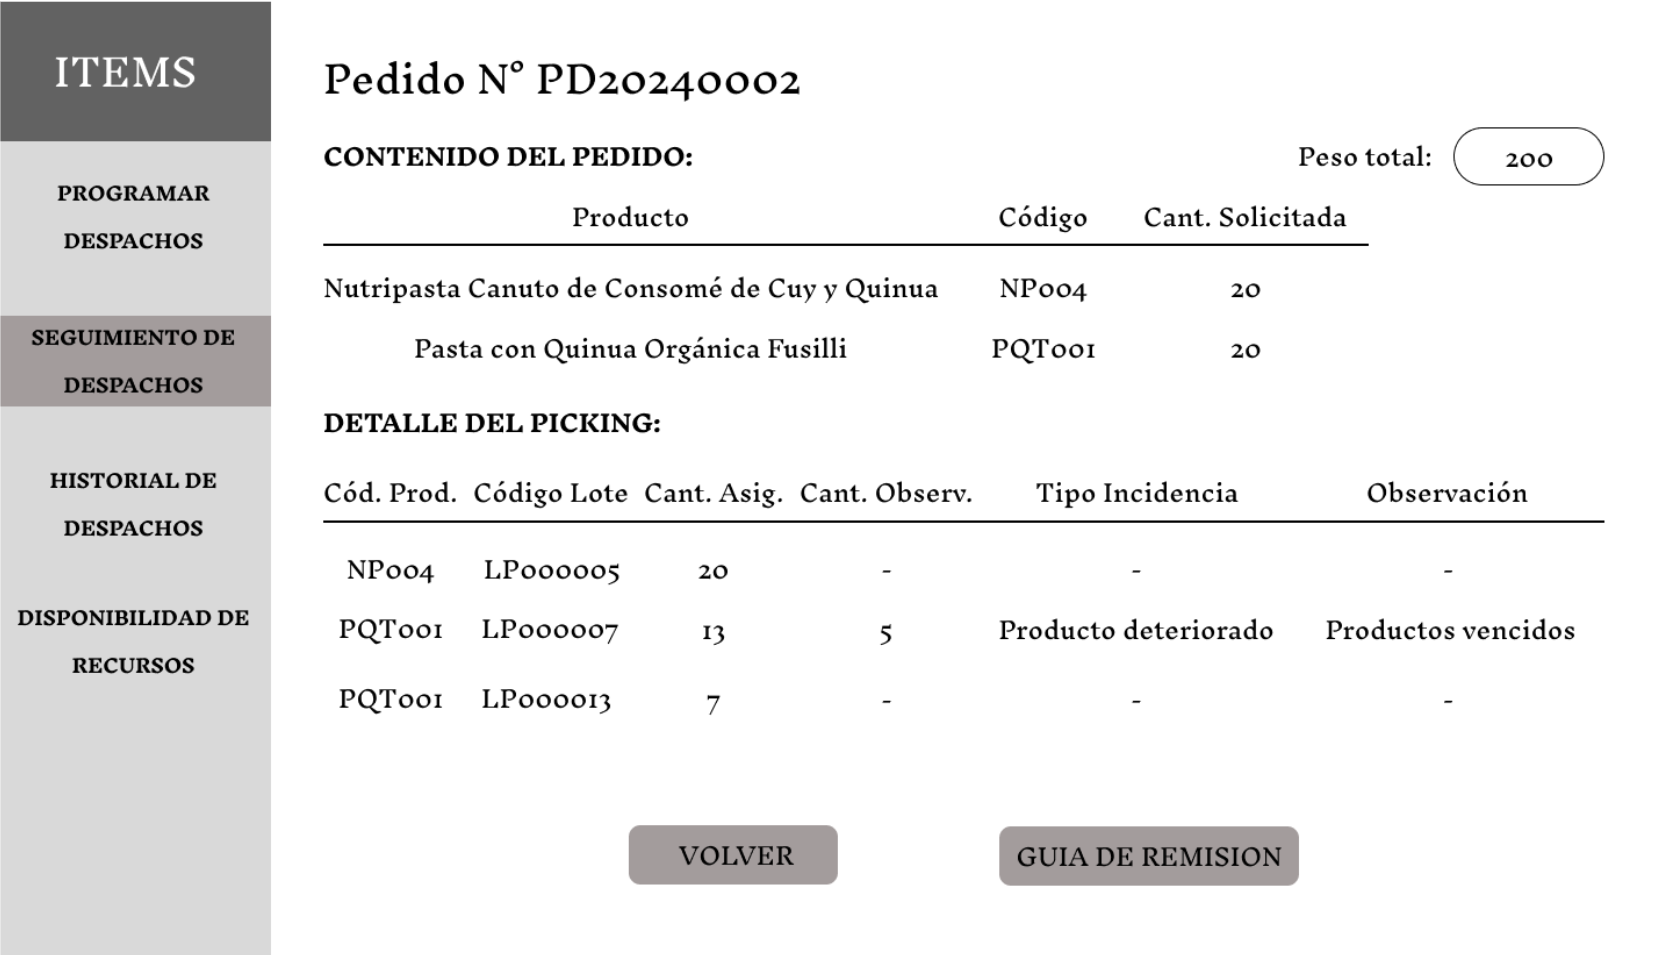 ITEMS
PROGRAMAR
DESPACHOS
SEGUIMIENTO DE
DESPACHOS
HISTORIAL DE
DESPACHOS
DISPONIBILIDAD DE
RECURSOS
Pedido N° PD20240002
CONTENIDO DEL PEDIDO: Peso total: 200
Producto Código Cant. Solicitada
Nutripasta Canuto de Consomé de Cuy y Quinua NP004 20
Pasta con Quinua Orgánica Fusilli PQT001 20
DETALLE DEL PICKING:
Cód. Prod. Código Lote Cant. Asig. Cant. Observ. Tipo Incidencia Observación
NP004 LP000005 20 - - -
PQT001 LP000007 13 5 Producto deteriorado Productos vencidos
PQT001 LP000013 7 - - -
VOLVER GUIA DE REMISION